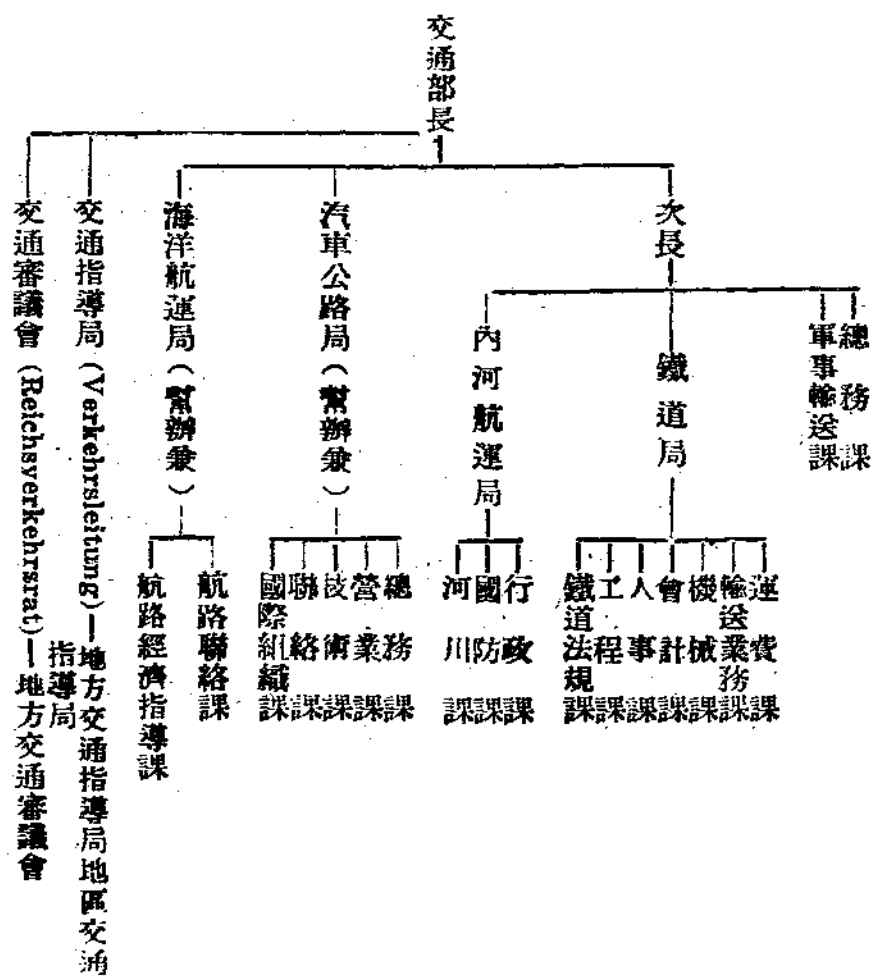 交通部長
次長
總務課
軍事輸送課
鐵道局
運費課
輸送業務課
機械課
會計課
人事課
工程課
鐵道法規課
內河航運局
行政課
國防課
河川課
汽車公路局(幫辦兼)
總務課
營業課
技術課
聯絡課
國際組織課
海洋航運局(幫辦兼)
航路聯絡課
航路經濟指導課
交通指導局 (Verkehrsleitung)—地方交通指導局地區交通
指導局
交通審議會 (Reichsverkehrsrat)—地方交通審議會